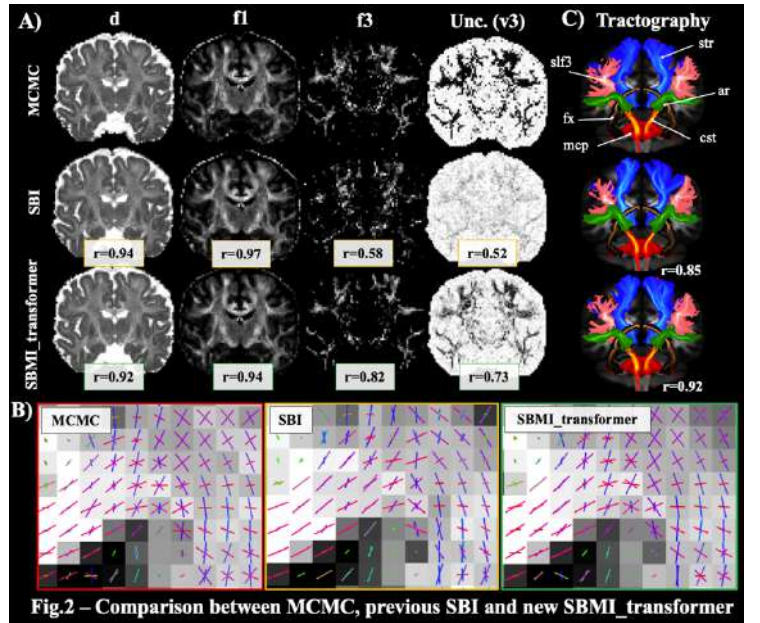 A) d f1 f3 Unc. (v3) C) Tractography
MCMC
str
slf3
ar
fx
mcp
cst
SBI
r=0.94 r=0.97 r=0.58 r=0.52
r=0.85
SBMI_transformer
r=0.92 r=0.94 r=0.82 r=0.73
r=0.92
B) MCMC SBI SBMI_transformer
Fig.2 – Comparison between MCMC, previous SBI and new SBMI_transformer